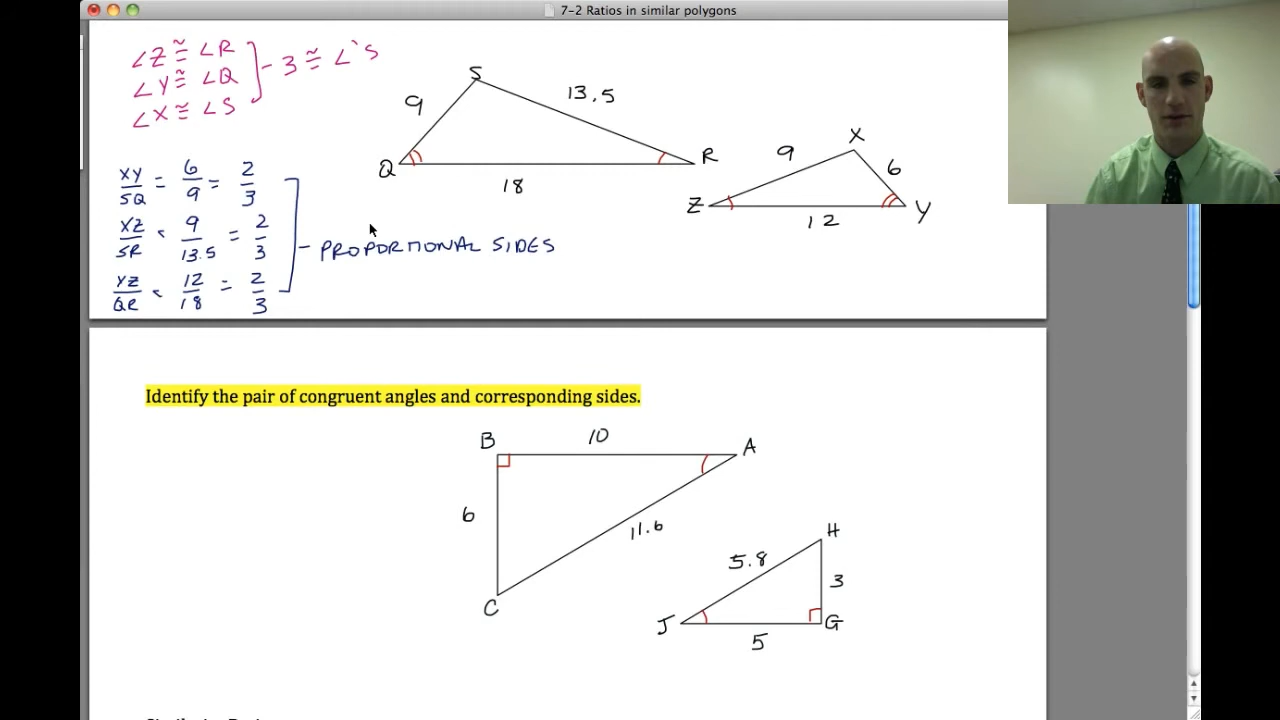 7-2 Ratios in similar polygons
∠Z ≅ ∠R
∠Y ≅ ∠Q
∠X ≅ ∠S
- 3 ≅ ∠'S
S
9
13.5
Q
R
18
X
9
6
Z
Y
12
XY/SQ = 6/9 = 2/3
XZ/SR = 9/13.5 = 2/3
YZ/QR = 12/18 = 2/3
- PROPORTIONAL SIDES
Identify the pair of congruent angles and corresponding sides.
B
10
A
6
11.6
C
H
5.8
3
J
G
5